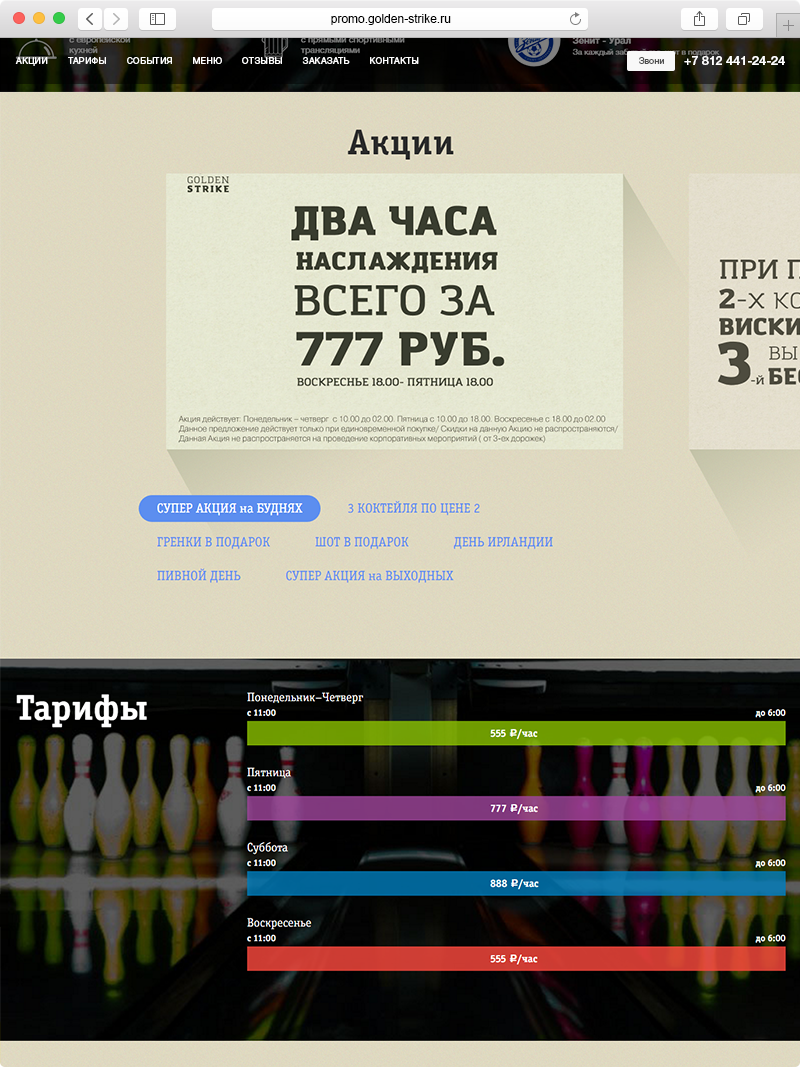 promo.golden-strike.ru
с европейской
кухней
с прямыми спортивными
трансляциями
Зенит - Урал
АКЦИИ ТАРИФЫ СОБЫТИЯ МЕНЮ ОТЗЫВЫ ЗАКАЗАТЬ КОНТАКТЫ
Звони +7 812 441-24-24
Акции
GOLDEN
STRIKE
ДВА ЧАСА
НАСЛАЖДЕНИЯ
ВСЕГО ЗА
777 РУБ.
ВОСКРЕСНЬЕ 18.00- ПЯТНИЦА 18.00
Акция действует: Понедельник – четверг с 10.00 до 02.00. Пятница с 10.00 до 18.00. Воскресенье с 18.00 до 02.00
Данное предложение действует только при единовременной покупке/ Скидки на данную Акцию не распространяются/
Данная Акция не распространяется на проведение корпоративных мероприятий ( от 3-ех дорожек)
ПРИ П
2-х КО
ВИСКИ
3-й ВЫ
БЕС
СУПЕР АКЦИЯ на БУДНЯХ 3 КОКТЕЙЛЯ ПО ЦЕНЕ 2
ГРЕНКИ В ПОДАРОК ШОТ В ПОДАРОК ДЕНЬ ИРЛАНДИИ
ПИВНОЙ ДЕНЬ СУПЕР АКЦИЯ на ВЫХОДНЫХ
Тарифы
Понедельник–Четверг
с 11:00 до 6:00
555 ₽/час
Пятница
с 11:00 до 6:00
777 ₽/час
Суббота
с 11:00 до 6:00
888 ₽/час
Воскресенье
с 11:00 до 6:00
555 ₽/час